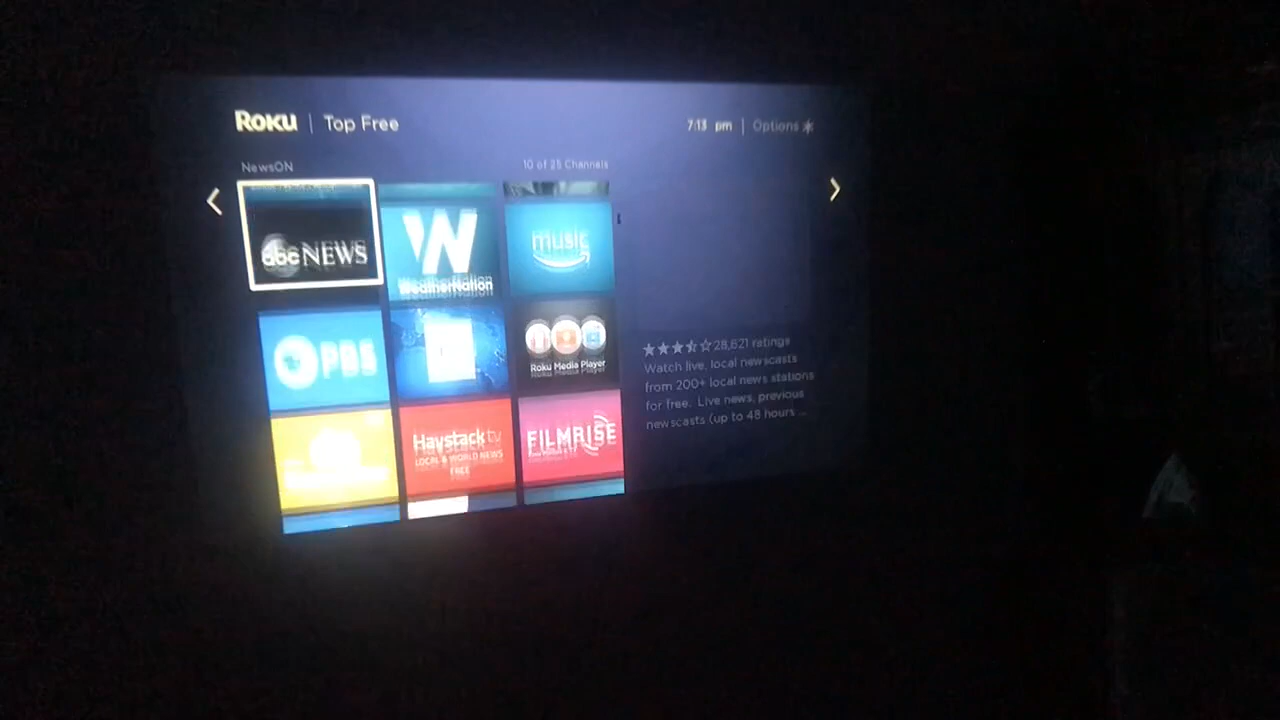 Roku | Top Free
7:13 pm | Options
NewsON
10 of 25 Channels
abc NEWS
W
WeatherNation
music
PBS
Roku Media Player
Haystack tv
LOCAL & WORLD NEWS
FREE
FILMRISE
28,621 ratings
Watch live, local newscasts
from 200+ local news stations
for free. Live news, previous
newscasts (up to 48 hours ...